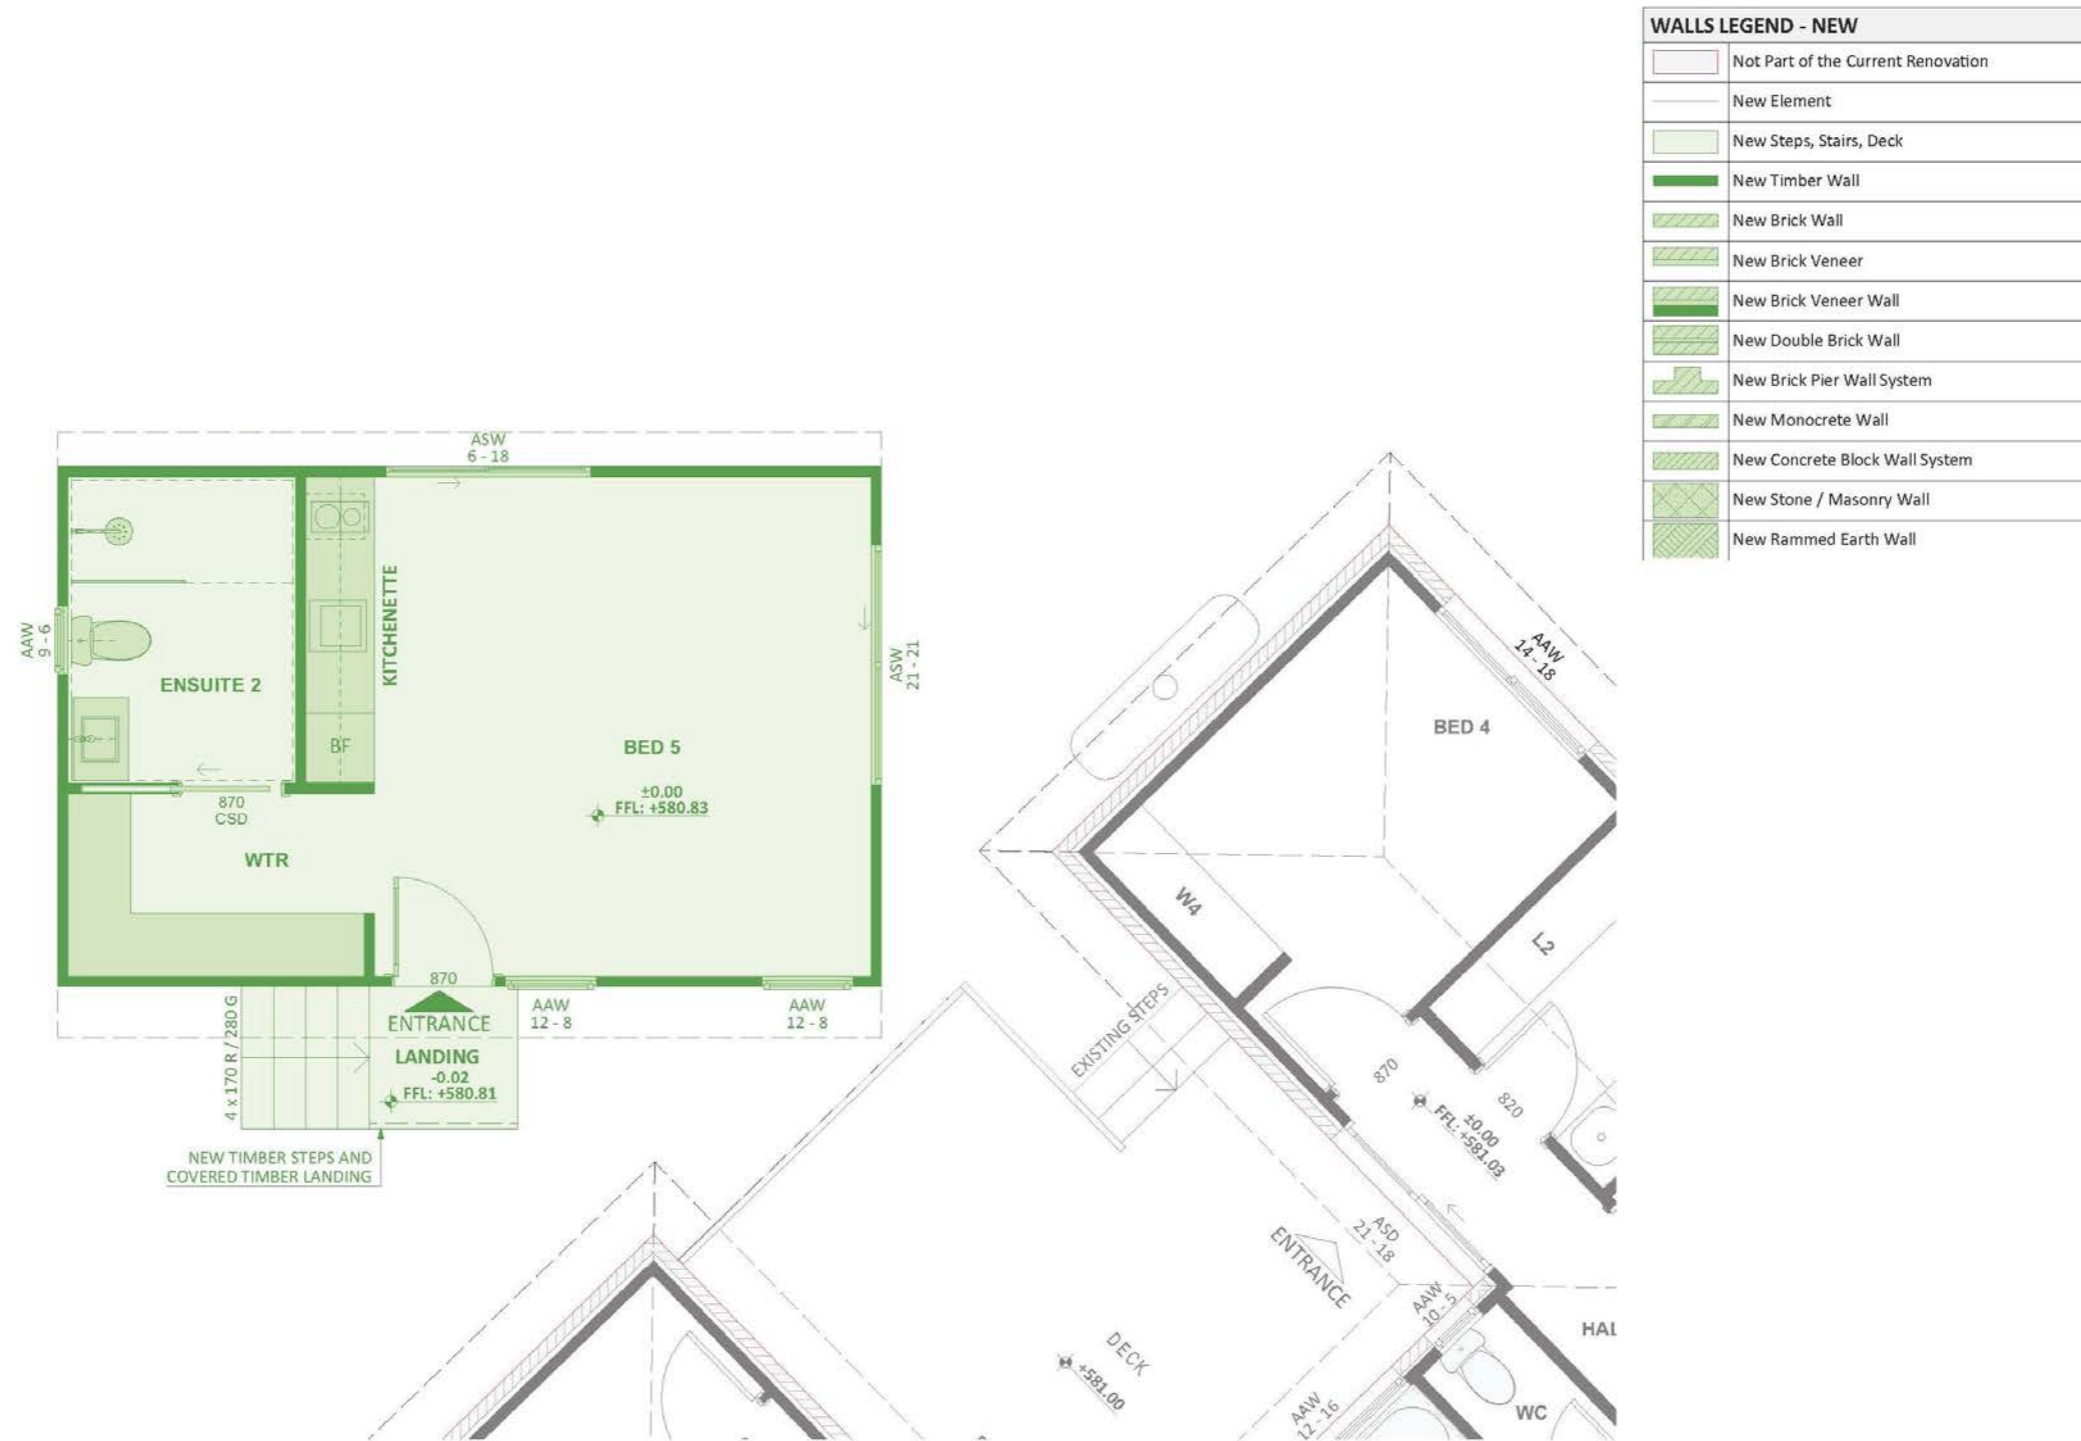 WALLS LEGEND - NEW
Not Part of the Current Renovation
New Element
New Steps, Stairs, Deck
New Timber Wall
New Brick Wall
New Brick Veneer
New Brick Veneer Wall
New Double Brick Wall
New Brick Pier Wall System
New Monocrete Wall
New Concrete Block Wall System
New Stone / Masonry Wall
New Rammed Earth Wall
ASW
6 - 18
AAW
9 - 6
ENSUITE 2
KITCHENETTE
BF
BED 5
±0.00
FFL: +580.83
ASW
21 - 21
870
CSD
WTR
870
ENTRANCE
AAW
12 - 8
AAW
12 - 8
LANDING
-0.02
FFL: +580.81
4 x 170 R / 280 G
NEW TIMBER STEPS AND
COVERED TIMBER LANDING
AAW
14 - 18
BED 4
W4
L2
EXISTING STEPS
870
820
±0.00
FFL: +581.03
ASD
21 - 18
ENTRANCE
AAW
10 - 5
HAL
DECK
+581.00
AAW
12 - 16
WC